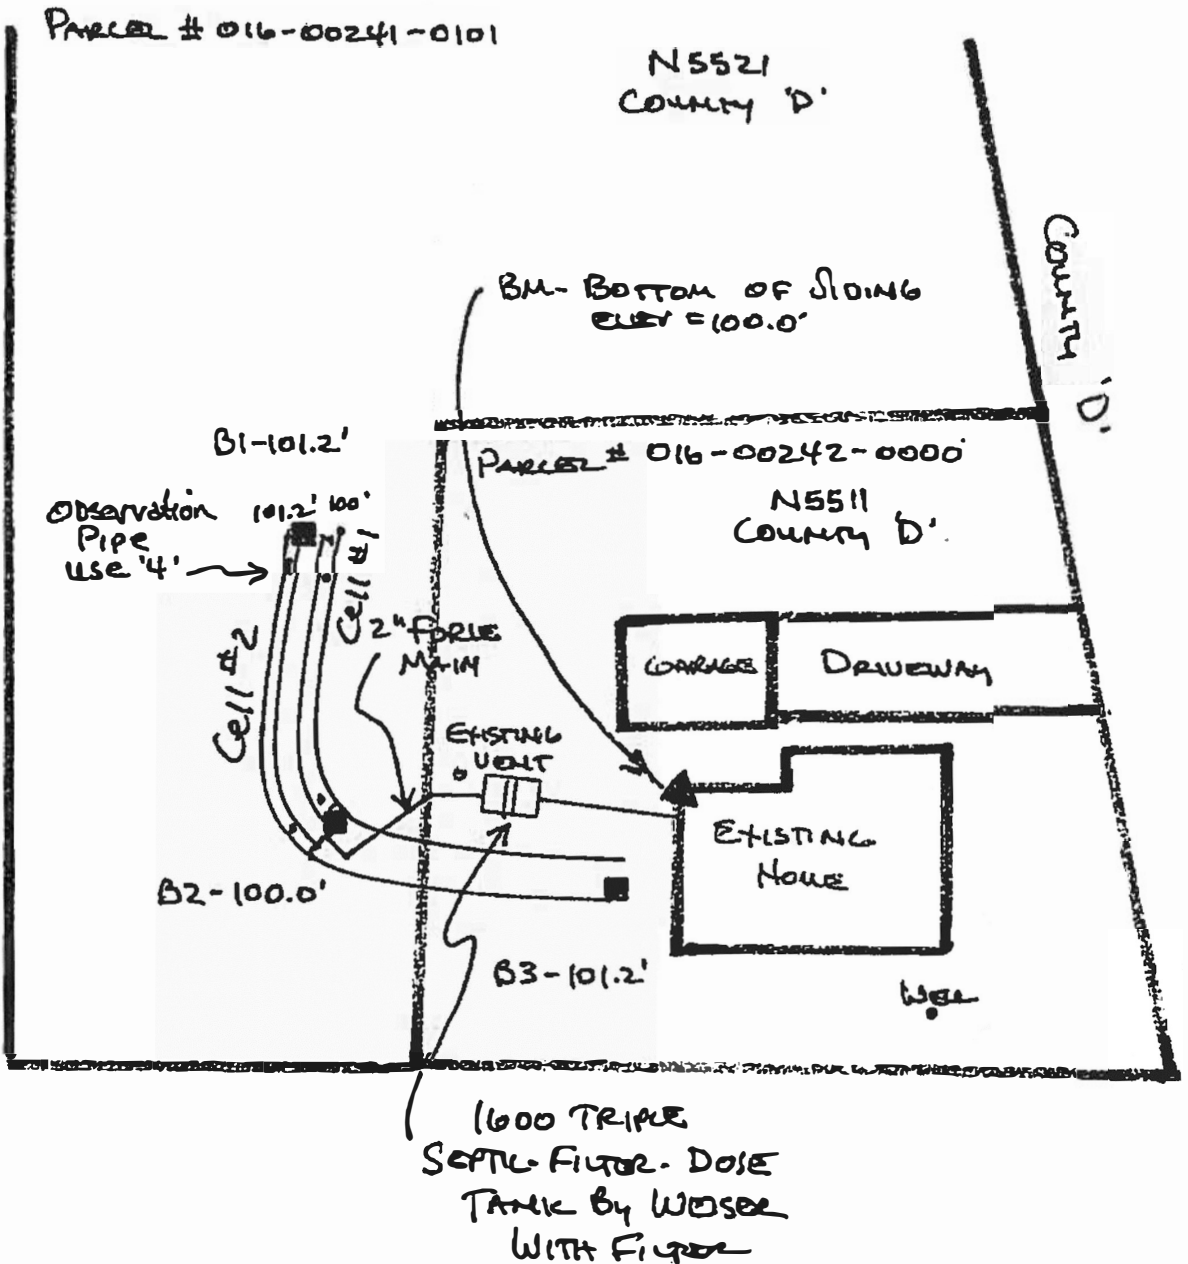 PARCEL # 016-00241-0101
N5521
COUNTY 'D'
COUNTY 'D'
BM- BOTTOM OF SIDING
ELEV = 100.0'
B1-101.2'
PARCEL # 016-00242-0000
N5511
COUNTY 'D'
Observation
Pipe
use '4'
101.2' 100'
Cell #1
Cell #2
2" FORCE
MAIN
GARAGE
DRIVEWAY
EXISTING
VENT
EXISTING
HOME
B2-100.0'
B3-101.2'
WELL
1600 TRIPLE
SEPTIC-FILTER-DOSE
TANK By WIESER
WITH FILTER